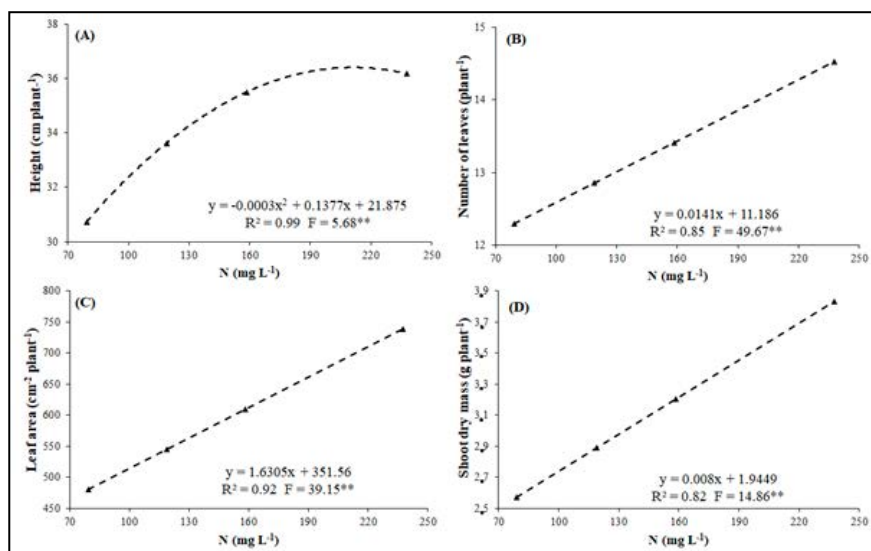 (A)
Height (cm plant-¹)
36
34
31
30
70 100 130 160 190 220 250
N (mg L⁻¹)
y = -0.0003x² + 0.1377x + 21.875
R² = 0.99 F = 5.68**
(B)
Number of leaves (plant⁻¹)
15
14
13
12
70 100 130 160 190 220 250
N (mg L⁻¹)
y = 0.0141x + 11.186
R² = 0.85 F = 49.67**
(C)
Leaf area (cm⁻² plant⁻¹)
800
750
700
650
600
550
500
450
70 100 130 160 190 220 250
N (mg L⁻¹)
y = 1.6305x + 351.56
R² = 0.92 F = 39.15**
(D)
Shoot dry mass (g plant⁻¹)
3,9
3,7
3,5
3,3
3,1
2,9
2,7
2,5
70 100 130 160 190 220 250
N (mg L⁻¹)
y = 0.008x + 1.9449
R² = 0.82 F = 14.86**